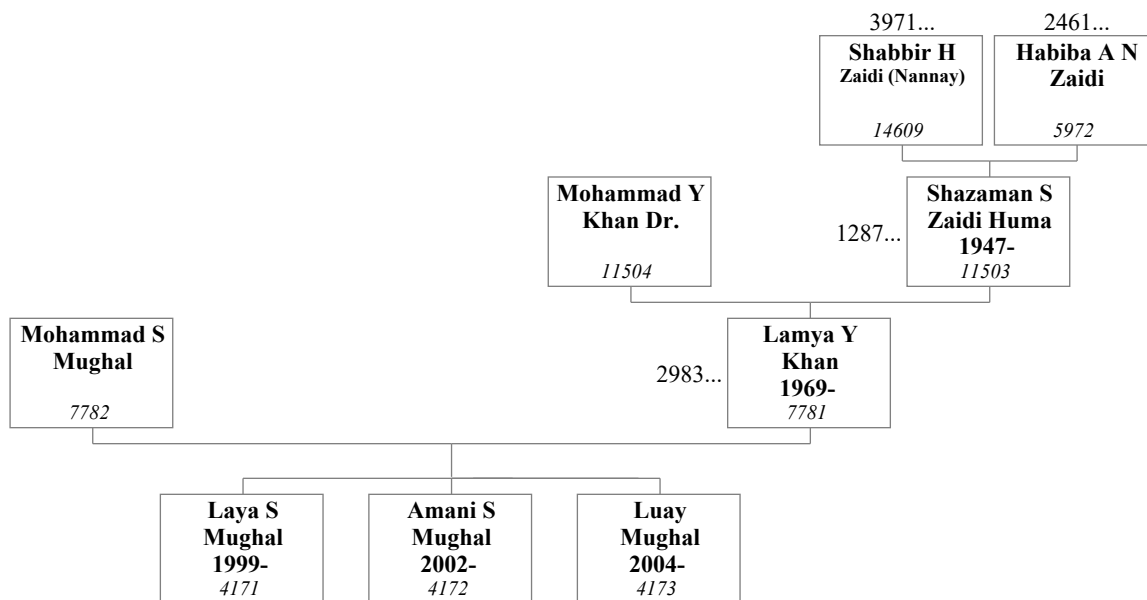 3971...
2461...
Shabbir H
Zaidi (Nannay)
14609
Habiba A N
Zaidi
5972
Mohammad Y
Khan Dr.
11504
1287...
Shazaman S
Zaidi Huma
1947-
11503
Mohammad S
Mughal
7782
2983...
Lamya Y
Khan
1969-
7781
Laya S
Mughal
1999-
4171
Amani S
Mughal
2002-
4172
Luay
Mughal
2004-
4173